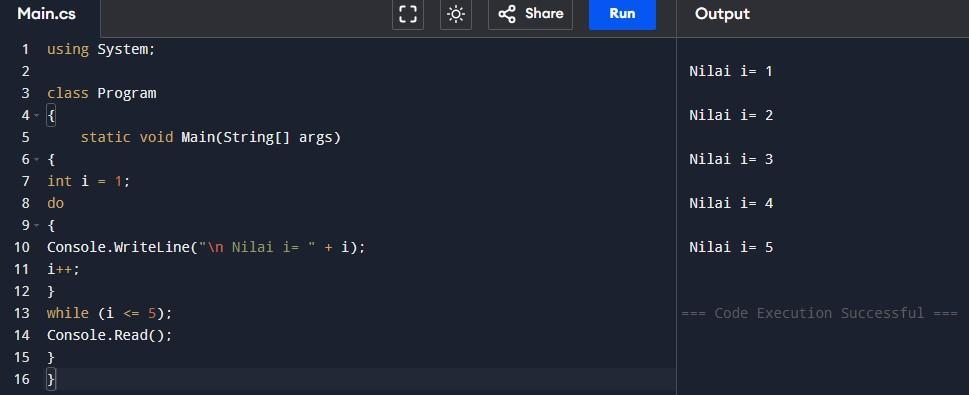 Main.cs Share Run Output
1 using System;
2
3 class Program
4 {
5 static void Main(String[] args)
6 {
7 int i = 1;
8 do
9 {
10 Console.WriteLine("\n Nilai i= " + i);
11 i++;
12 }
13 while (i <= 5);
14 Console.Read();
15 }
16 }
Nilai i= 1
Nilai i= 2
Nilai i= 3
Nilai i= 4
Nilai i= 5
=== Code Execution Successful ===